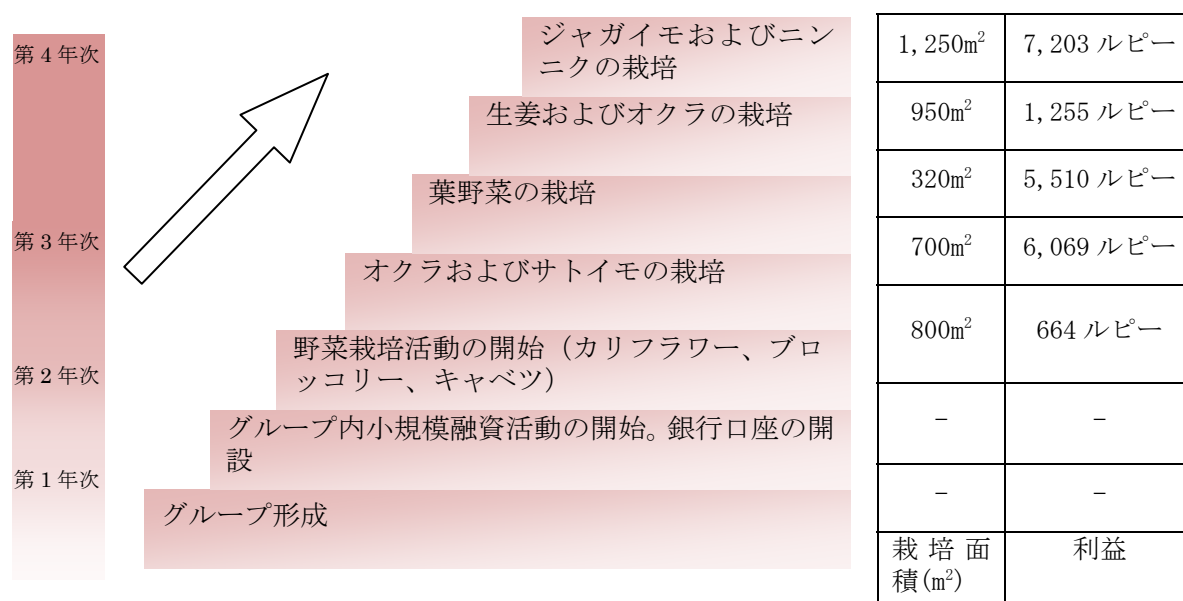 第4年次
第3年次
第2年次
第1年次
ジャガイモおよびニン
ニクの栽培
生姜およびオクラの栽培
葉野菜の栽培
オクラおよびサトイモの栽培
野菜栽培活動の開始（カリフラワー、ブロ
ッコリー、キャベツ）
グループ内小規模融資活動の開始。銀行口座の開
設
グループ形成
1,250m² 7,203 ルピー
950m² 1,255 ルピー
320m² 5,510 ルピー
700m² 6,069 ルピー
800m² 664 ルピー
− −
− −
栽培面 利益
積(m²)